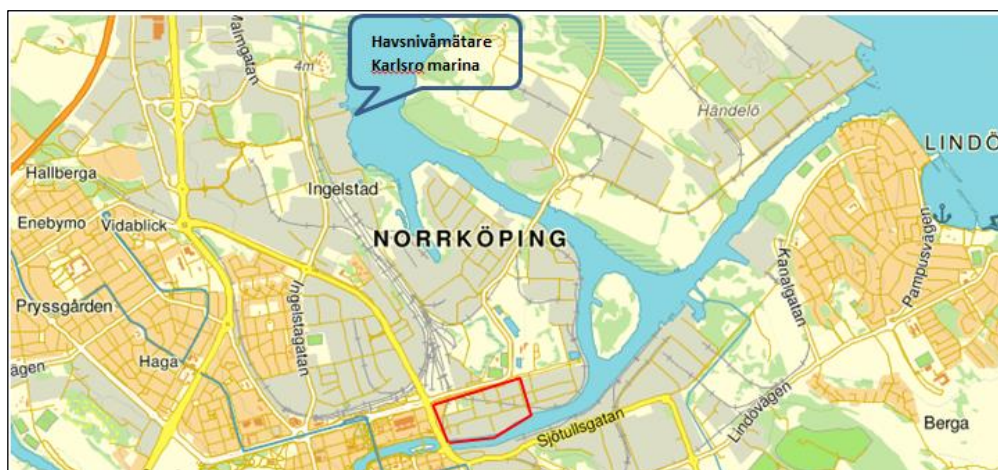 Havsnivåmätare
Karlsro marina
Malmgatan
4m
Händelö
LINDÖ
Hallberga
Ingelstad
Enebymo
Vidablick
NORRKÖPING
Pampusvägen
Kanalgatan
Pryssgården
Ingelstagatan
Haga
ägen
Sjötullsgatan
Lindövägen
Berga